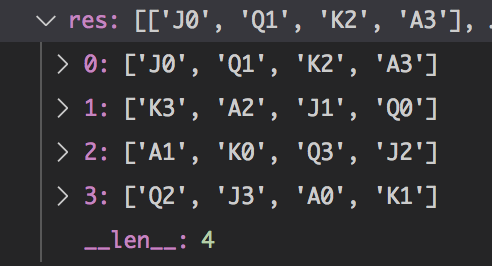 res: [['J0', 'Q1', 'K2', 'A3'], .
0: ['J0', 'Q1', 'K2', 'A3']
1: ['K3', 'A2', 'J1', 'Q0']
2: ['A1', 'K0', 'Q3', 'J2']
3: ['Q2', 'J3', 'A0', 'K1']
__len__: 4